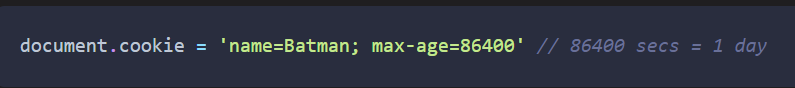 document.cookie = 'name=Batman; max-age=86400' // 86400 secs = 1 day